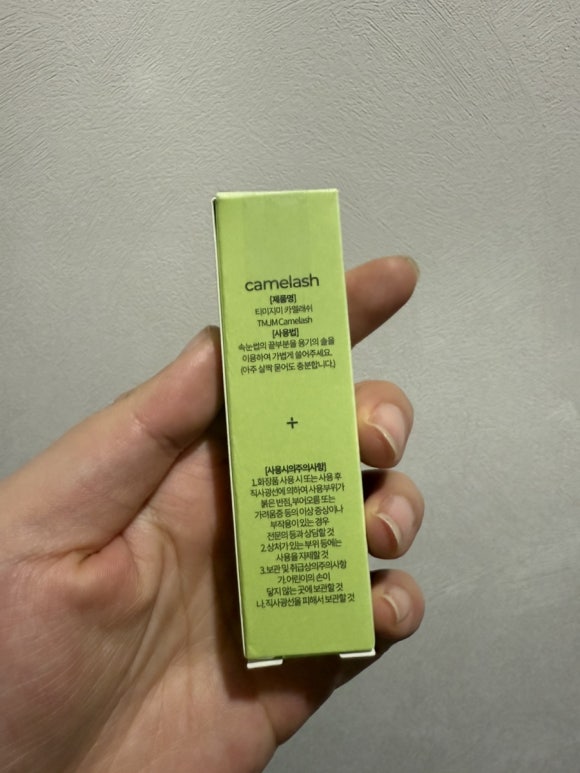 camelash
[제품명]
티미지미 카멜래쉬
TMJM Camelash
[사용법]
속눈썹의 끝부분을 용기의 솔을
이용하여 가볍게 쓸어주세요.
(아주 살짝 묻어도 충분합니다.)
+
[사용시의주의사항]
1.화장품 사용 시 또는 사용 후
직사광선에 의하여 사용부위가
붉은 반점,부어오름 또는
가려움증 등의 이상 증상이나
부작용이 있는 경우
전문의 등과 상담할 것
2.상처가 있는 부위 등에는
사용을 자제할 것
3.보관 및 취급상의주의사항
가.어린이의 손이
닿지 않는 곳에 보관할 것
나.직사광선을 피해서 보관할 것